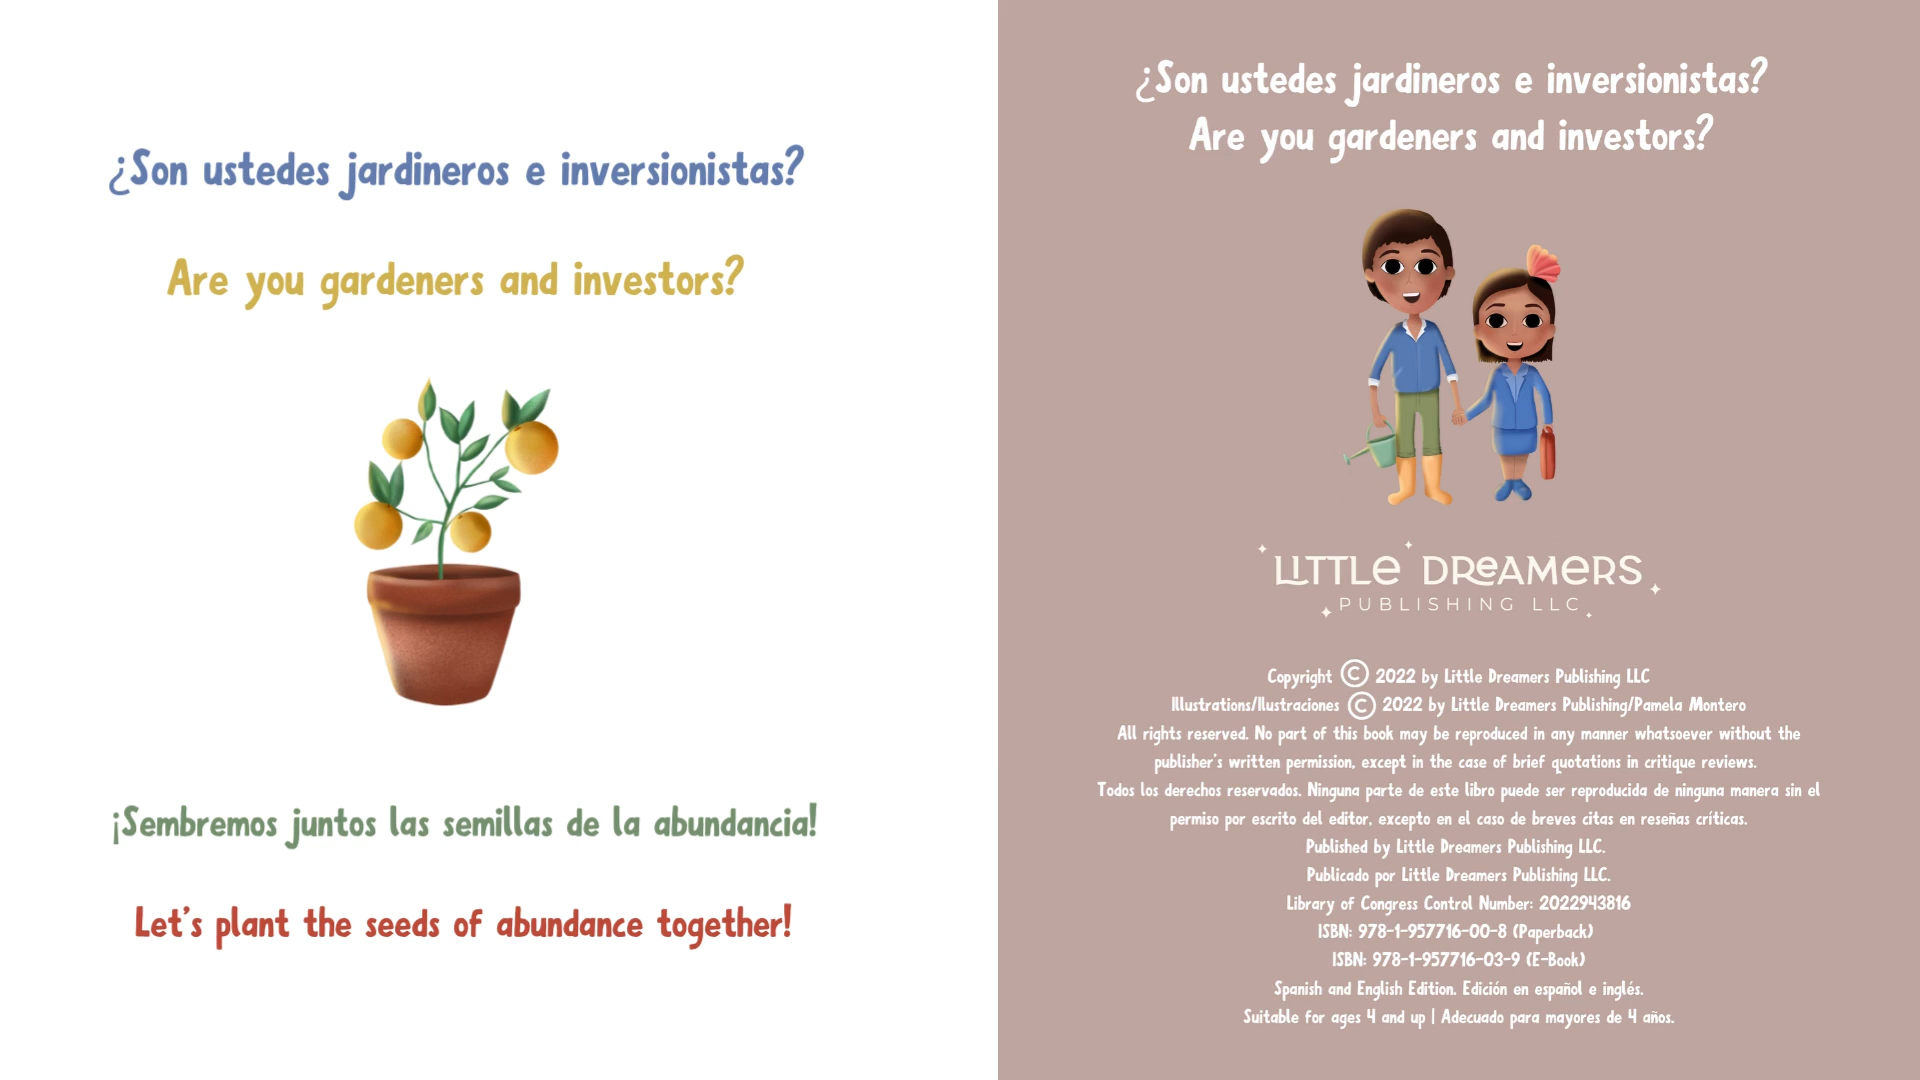 ¿Son ustedes jardineros e inversionistas?
Are you gardeners and investors?
¡Sembremos juntos las semillas de la abundancia!
Let's plant the seeds of abundance together!
¿Son ustedes jardineros e inversionistas?
Are you gardeners and investors?
LITTLE DREAMERS
PUBLISHING LLC
Copyright © 2022 by Little Dreamers Publishing LLC
Illustrations/Ilustraciones © 2022 by Little Dreamers Publishing/Pamela Montero
All rights reserved. No part of this book may be reproduced in any manner whatsoever without the
publisher's written permission, except in the case of brief quotations in critique reviews.
Todos los derechos reservados. Ninguna parte de este libro puede ser reproducida de ninguna manera sin el
permiso por escrito del editor, excepto en el caso de breves citas en reseñas críticas.
Published by Little Dreamers Publishing LLC.
Publicado por Little Dreamers Publishing LLC.
Library of Congress Control Number: 2022943816
ISBN: 978-1-957716-00-8 (Paperback)
ISBN: 978-1-957716-03-9 (E-Book)
Spanish and English Edition. Edición en español e inglés.
Suitable for ages 4 and up | Adecuado para mayores de 4 años.